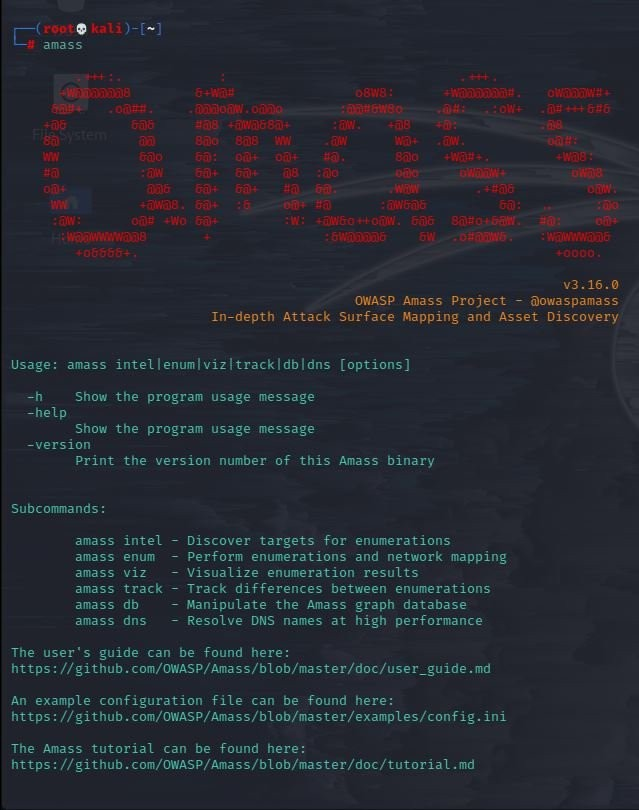 (root💀kali)-[~]
# amass
File System
v3.16.0
OWASP Amass Project - @owaspamass
In-depth Attack Surface Mapping and Asset Discovery
Usage: amass intel|enum|viz|track|db|dns [options]
-h    Show the program usage message
-help
Show the program usage message
-version
Print the version number of this Amass binary
Subcommands:
amass intel - Discover targets for enumerations
amass enum  - Perform enumerations and network mapping
amass viz   - Visualize enumeration results
amass track - Track differences between enumerations
amass db    - Manipulate the Amass graph database
amass dns   - Resolve DNS names at high performance
The user's guide can be found here:
https://github.com/OWASP/Amass/blob/master/doc/user_guide.md
An example configuration file can be found here:
https://github.com/OWASP/Amass/blob/master/examples/config.ini
The Amass tutorial can be found here:
https://github.com/OWASP/Amass/blob/master/doc/tutorial.md